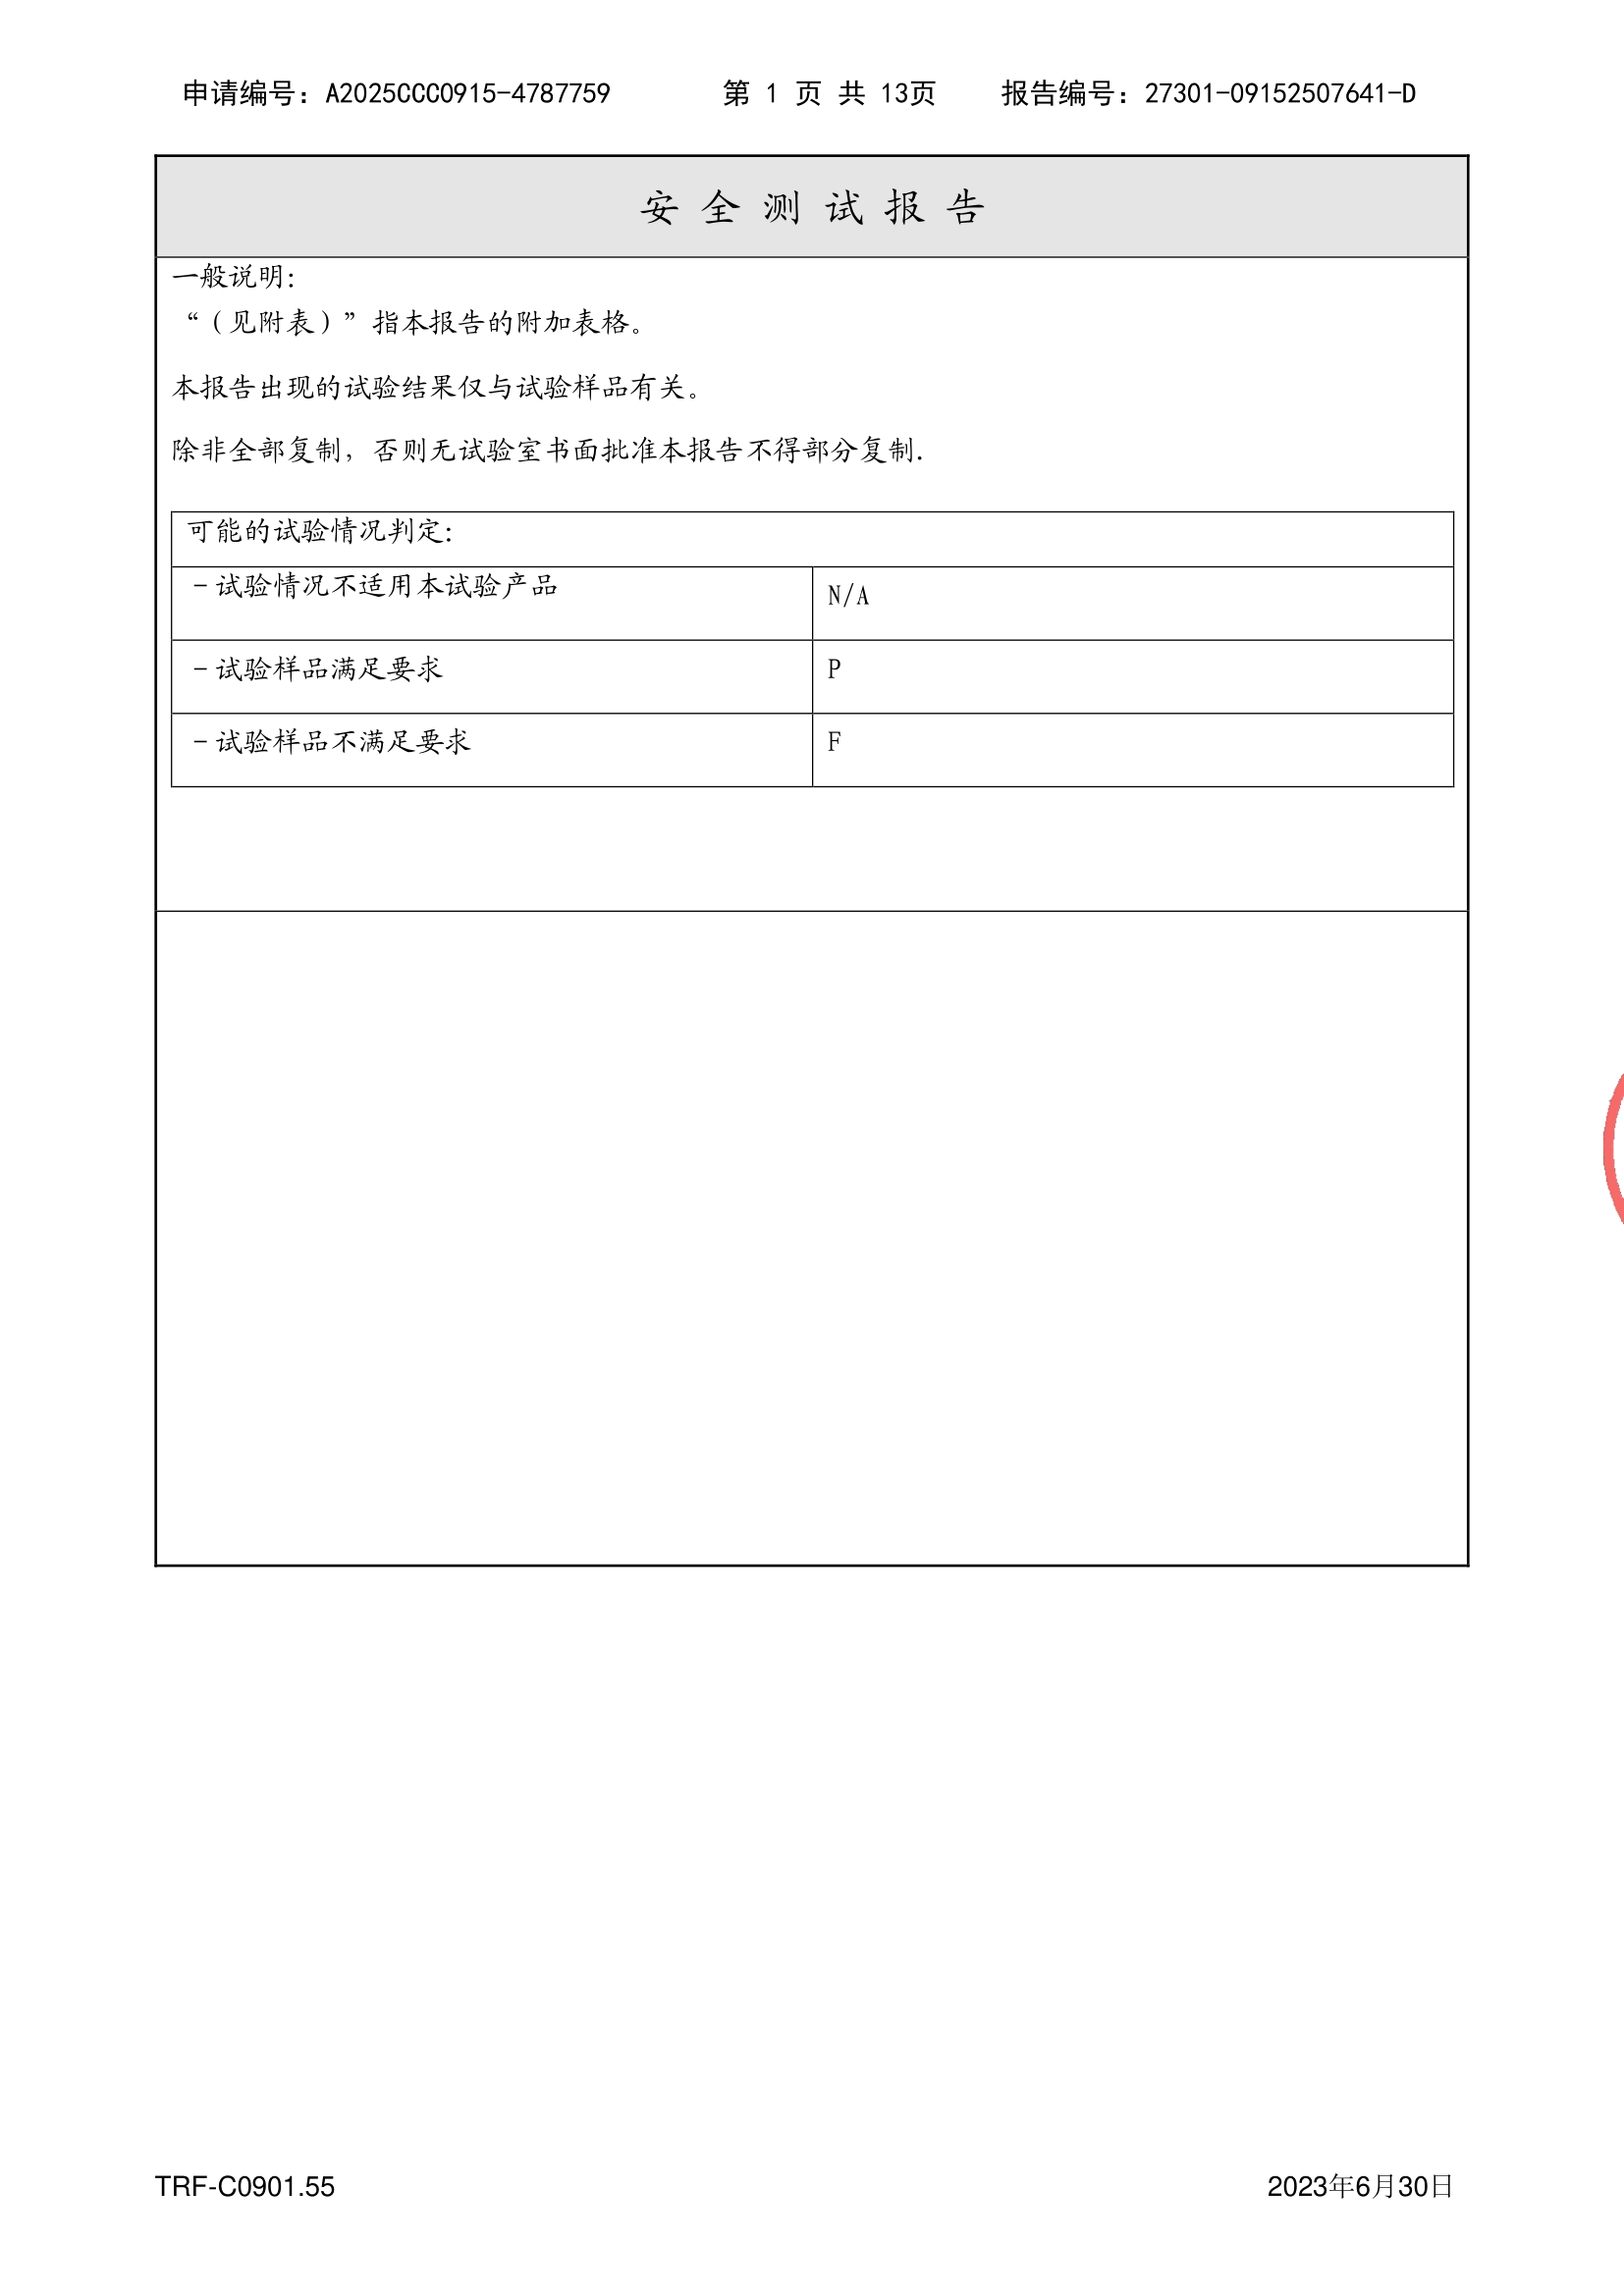 申请编号：A2025CCC0915-4787759 第 1 页 共 13页 报告编号：27301-09152507641-D
安 全 测 试 报 告
一般说明：
“（见附表）”指本报告的附加表格。
本报告出现的试验结果仅与试验样品有关。
除非全部复制，否则无试验室书面批准本报告不得部分复制.
可能的试验情况判定：
－试验情况不适用本试验产品 N/A
－试验样品满足要求 P
－试验样品不满足要求 F
TRF-C0901.55 2023年6月30日